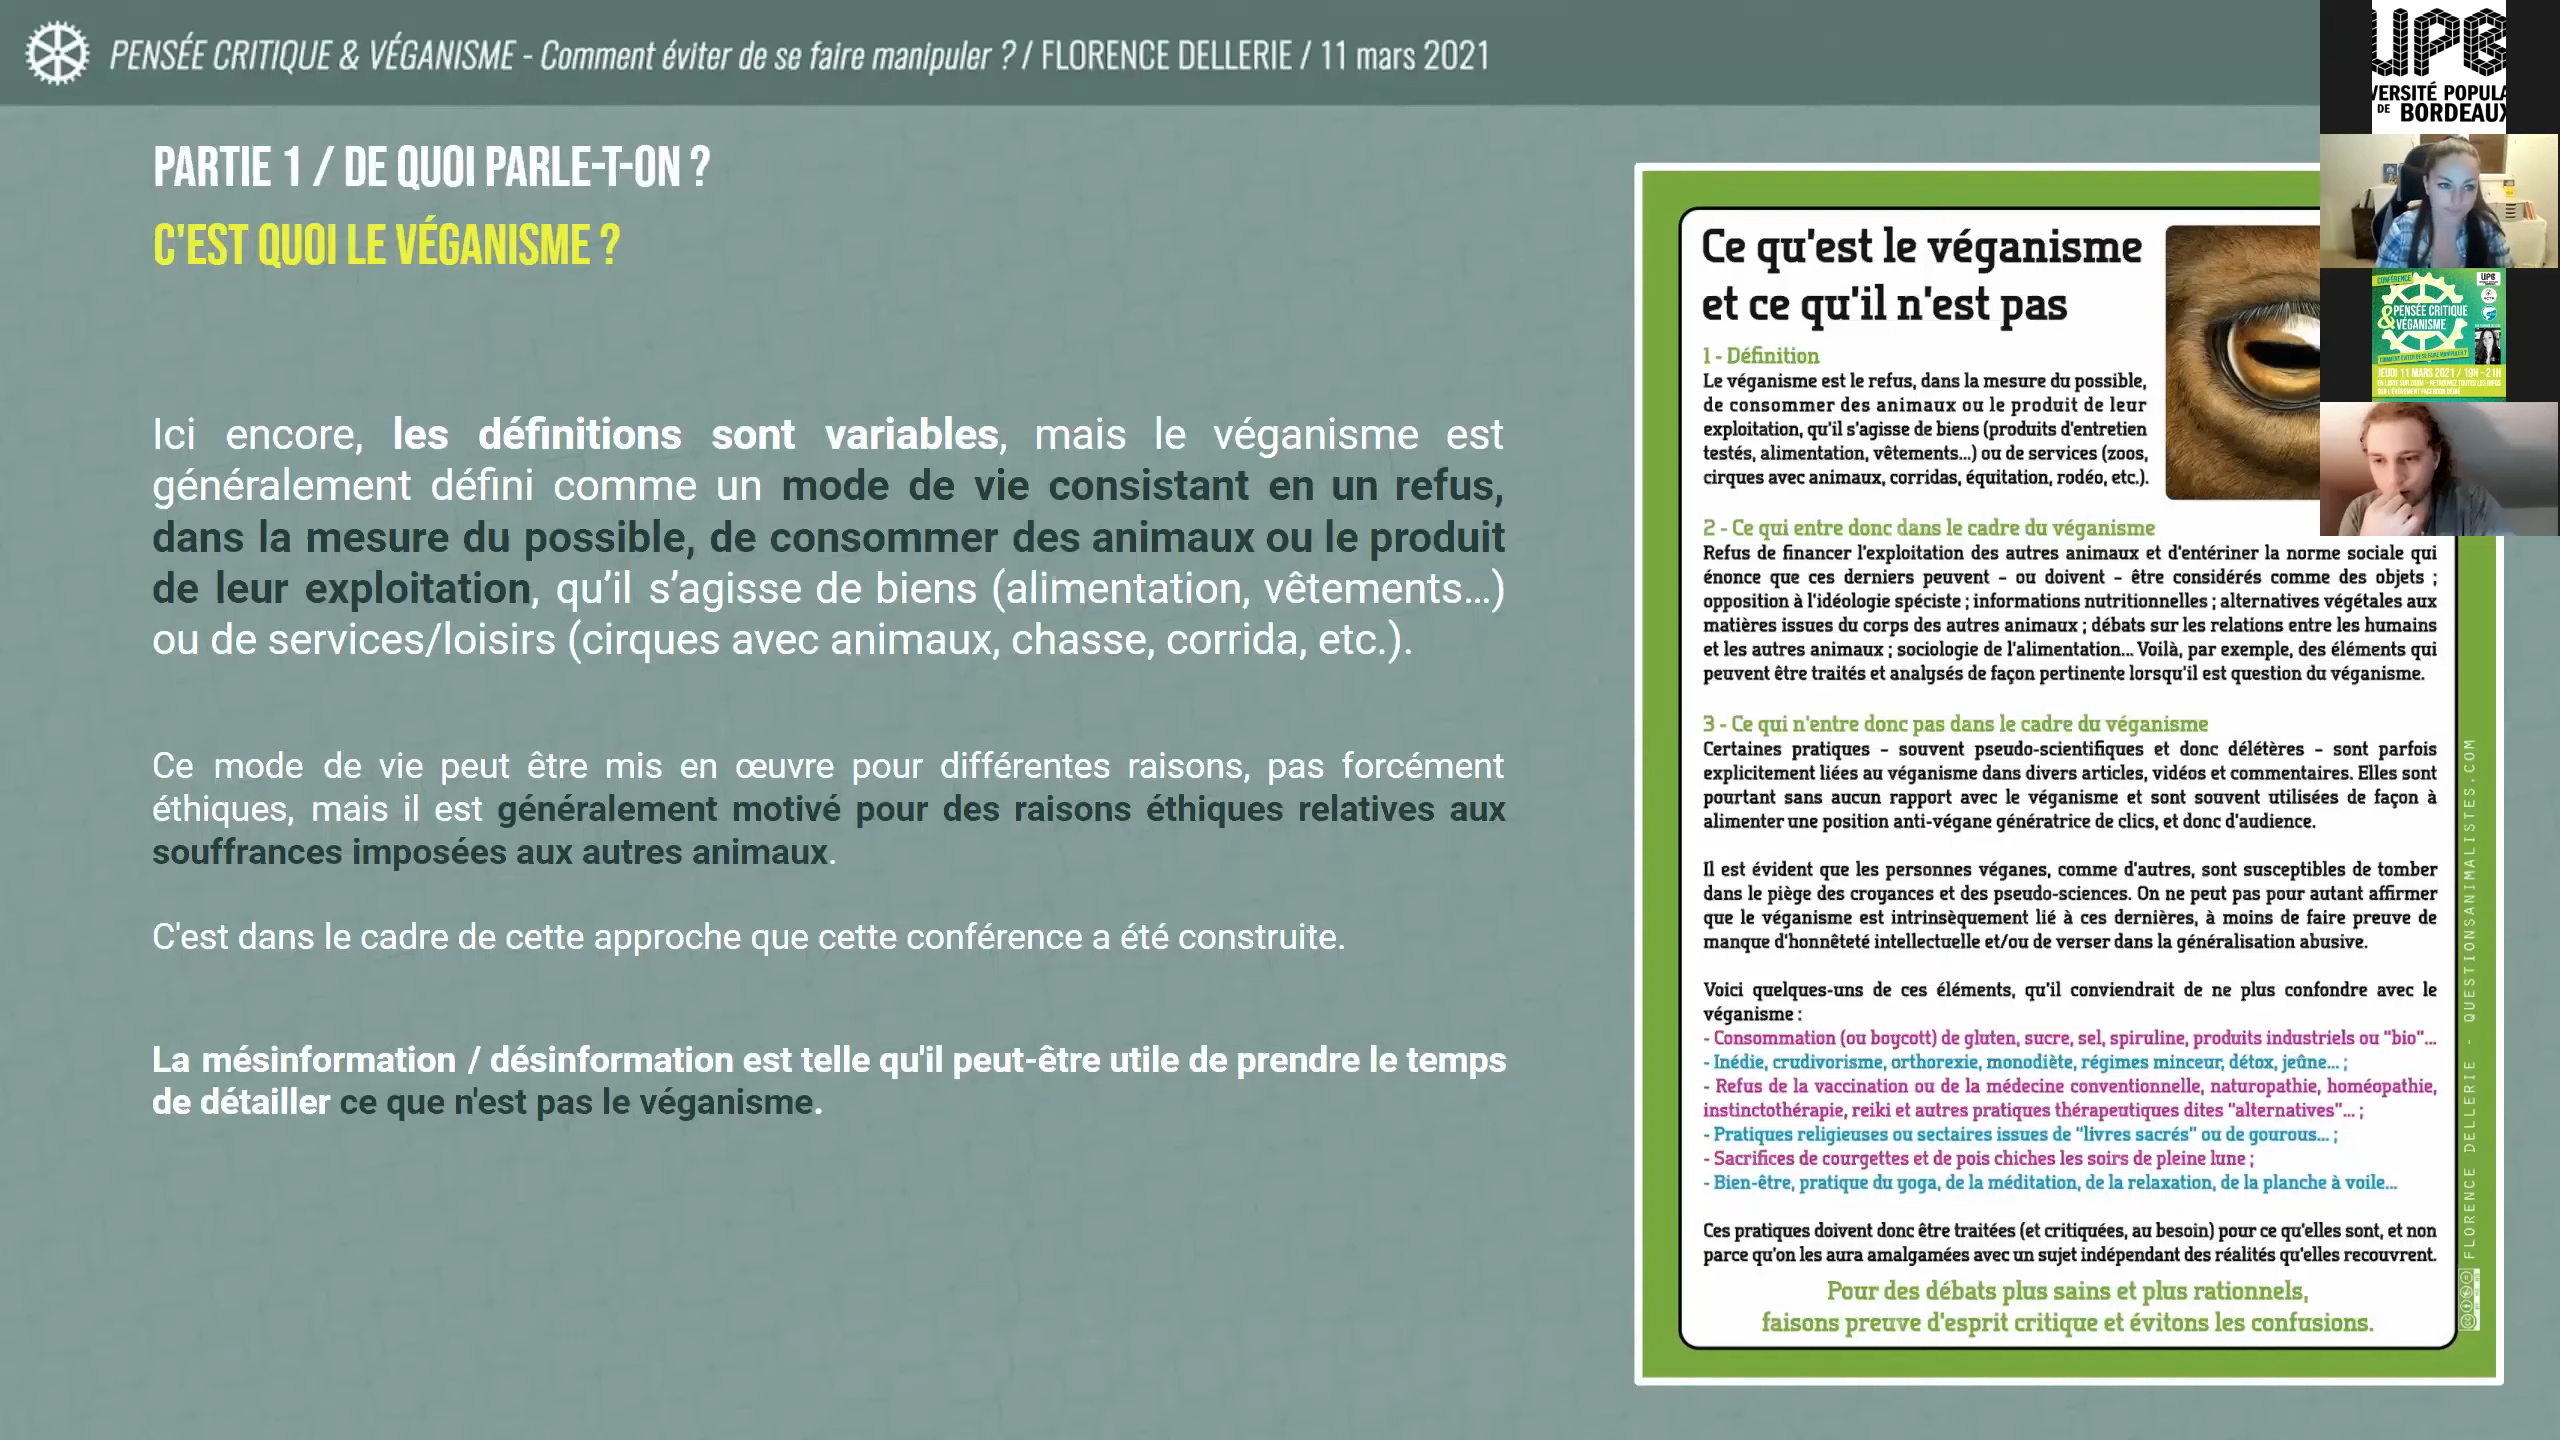 PENSÉE CRITIQUE & VÉGANISME - Comment éviter de se faire manipuler ? / FLORENCE DELLERIE / 11 mars 2021
PARTIE 1 / DE QUOI PARLE-T-ON ?
C'EST QUOI LE VÉGANISME ?
Ici encore, les définitions sont variables, mais le véganisme est
généralement défini comme un mode de vie consistant en un refus,
dans la mesure du possible, de consommer des animaux ou le produit
de leur exploitation, qu’il s’agisse de biens (alimentation, vêtements...)
ou de services/loisirs (cirques avec animaux, chasse, corrida, etc.).
Ce mode de vie peut être mis en œuvre pour différentes raisons, pas forcément
éthiques, mais il est généralement motivé pour des raisons éthiques relatives aux
souffrances imposées aux autres animaux.
C'est dans le cadre de cette approche que cette conférence a été construite.
La mésinformation / désinformation est telle qu'il peut-être utile de prendre le temps
de détailler ce que n'est pas le véganisme.
Ce qu'est le véganisme
et ce qu'il n'est pas
1 - Définition
Le véganisme est le refus, dans la mesure du possible,
de consommer des animaux ou le produit de leur
exploitation, qu'il s'agisse de biens (produits d'entretien
testés, alimentation, vêtements...) ou de services (zoos,
cirques avec animaux, corridas, équitation, rodéo, etc.).
2 - Ce qui entre donc dans le cadre du véganisme
Refus de financer l'exploitation des autres animaux et d'entériner la norme sociale qui
énonce que ces derniers peuvent - ou doivent - être considérés comme des objets ;
opposition à l'idéologie spéciste ; informations nutritionnelles ; alternatives végétales aux
matières issues du corps des autres animaux ; débats sur les relations entre les humains
et les autres animaux ; sociologie de l'alimentation... Voilà, par exemple, des éléments qui
peuvent être traités et analysés de façon pertinente lorsqu'il est question du véganisme.
3 - Ce qui n'entre donc pas dans le cadre du véganisme
Certaines pratiques - souvent pseudo-scientifiques et donc délétères - sont parfois
explicitement liées au véganisme dans divers articles, vidéos et commentaires. Elles sont
pourtant sans aucun rapport avec le véganisme et sont souvent utilisées de façon à
alimenter une position anti-végane génératrice de clics, et donc d'audience.
Il est évident que les personnes véganes, comme d'autres, sont susceptibles de tomber
dans le piège des croyances et des pseudo-sciences. On ne peut pas pour autant affirmer
que le véganisme est intrinsèquement lié à ces dernières, à moins de faire preuve de
manque d'honnêteté intellectuelle et/ou de verser dans la généralisation abusive.
Voici quelques-uns de ces éléments, qu'il conviendrait de ne plus confondre avec le
véganisme :
- Consommation (ou boycott) de gluten, sucre, sel, spiruline, produits industriels ou "bio"...
- Inédie, crudivorisme, orthorexie, monodiète, régimes minceur, détox, jeûne... ;
- Refus de la vaccination ou de la médecine conventionnelle, naturopathie, homéopathie,
instinctothérapie, reiki et autres pratiques thérapeutiques dites "alternatives"... ;
- Pratiques religieuses ou sectaires issues de "livres sacrés" ou de gourous... ;
- Sacrifices de courgettes et de pois chiches les soirs de pleine lune ;
- Bien-être, pratique du yoga, de la méditation, de la relaxation, de la planche à voile...
Ces pratiques doivent donc être traitées (et critiquées, au besoin) pour ce qu'elles sont, et non
parce qu'on les aura amalgamées avec un sujet indépendant des réalités qu'elles recouvrent.
Pour des débats plus sains et plus rationnels,
faisons preuve d'esprit critique et évitons les confusions.
FLORENCE DELLERIE - QUESTIONSANIMALISTES.COM
UPB
VERSITÉ POPULA
DE BORDEAUX
CONFÉRENCE
UPB
& PENSÉE CRITIQUE
VÉGANISME
COMMENT ÉVITER DE SE FAIRE MANIPULER ?
JEUDI 11 MARS 2021 / 19H - 21H
EN LIGNE SUR ZOOM - RETROUVEZ TOUTES LES INFOS
SUR L'ÉVÉNEMENT FACEBOOK DÉDIÉ